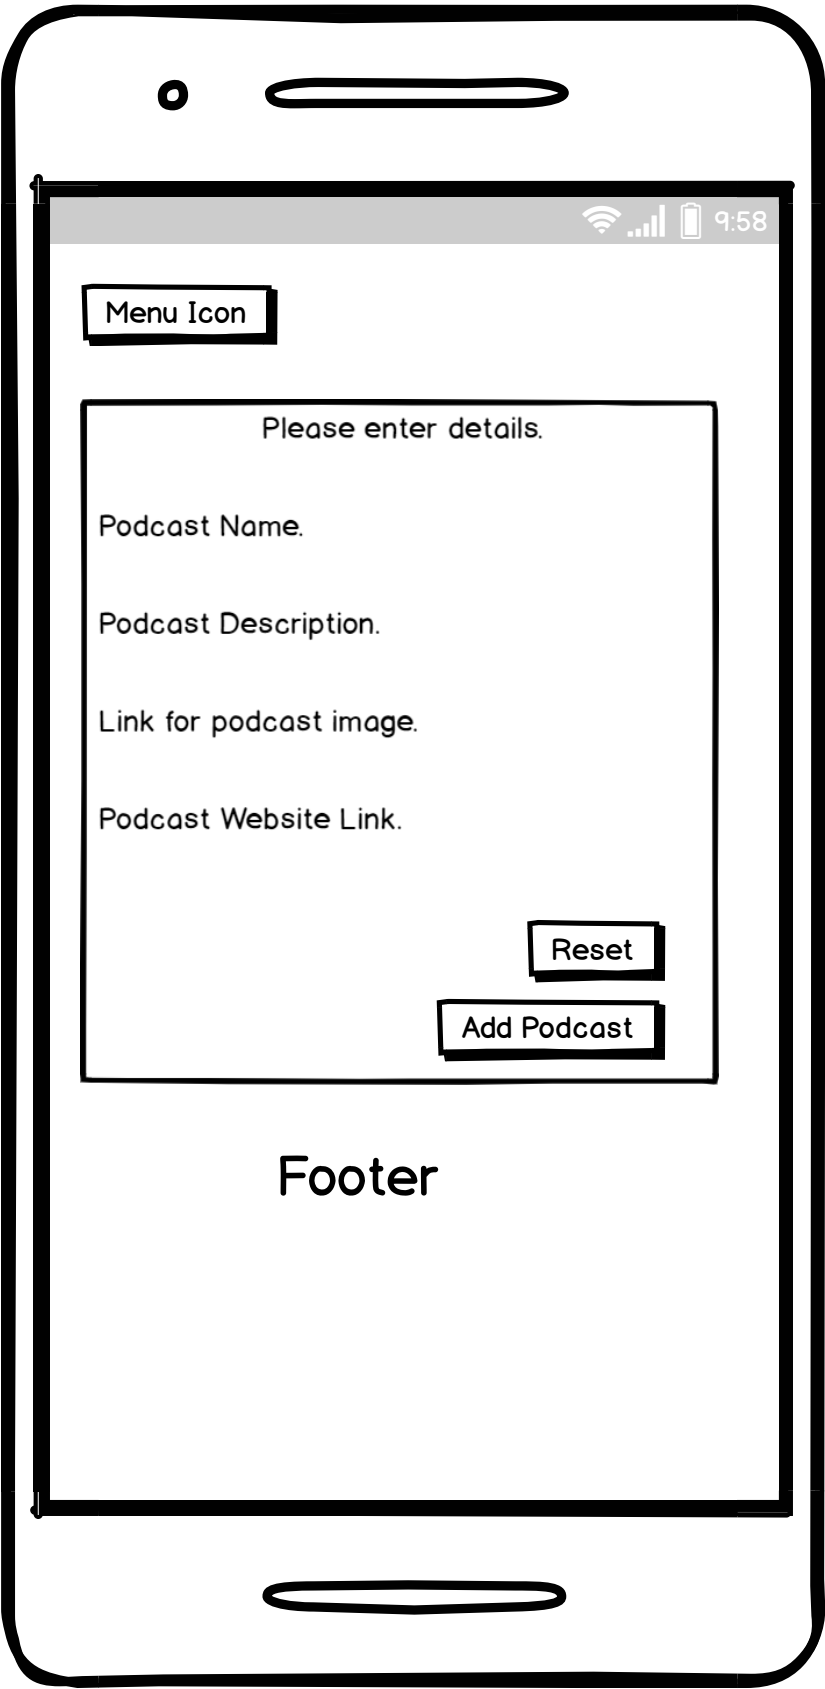 9:58
Menu Icon
Please enter details.
Podcast Name.
Podcast Description.
Link for podcast image.
Podcast Website Link.
Reset
Add Podcast
Footer